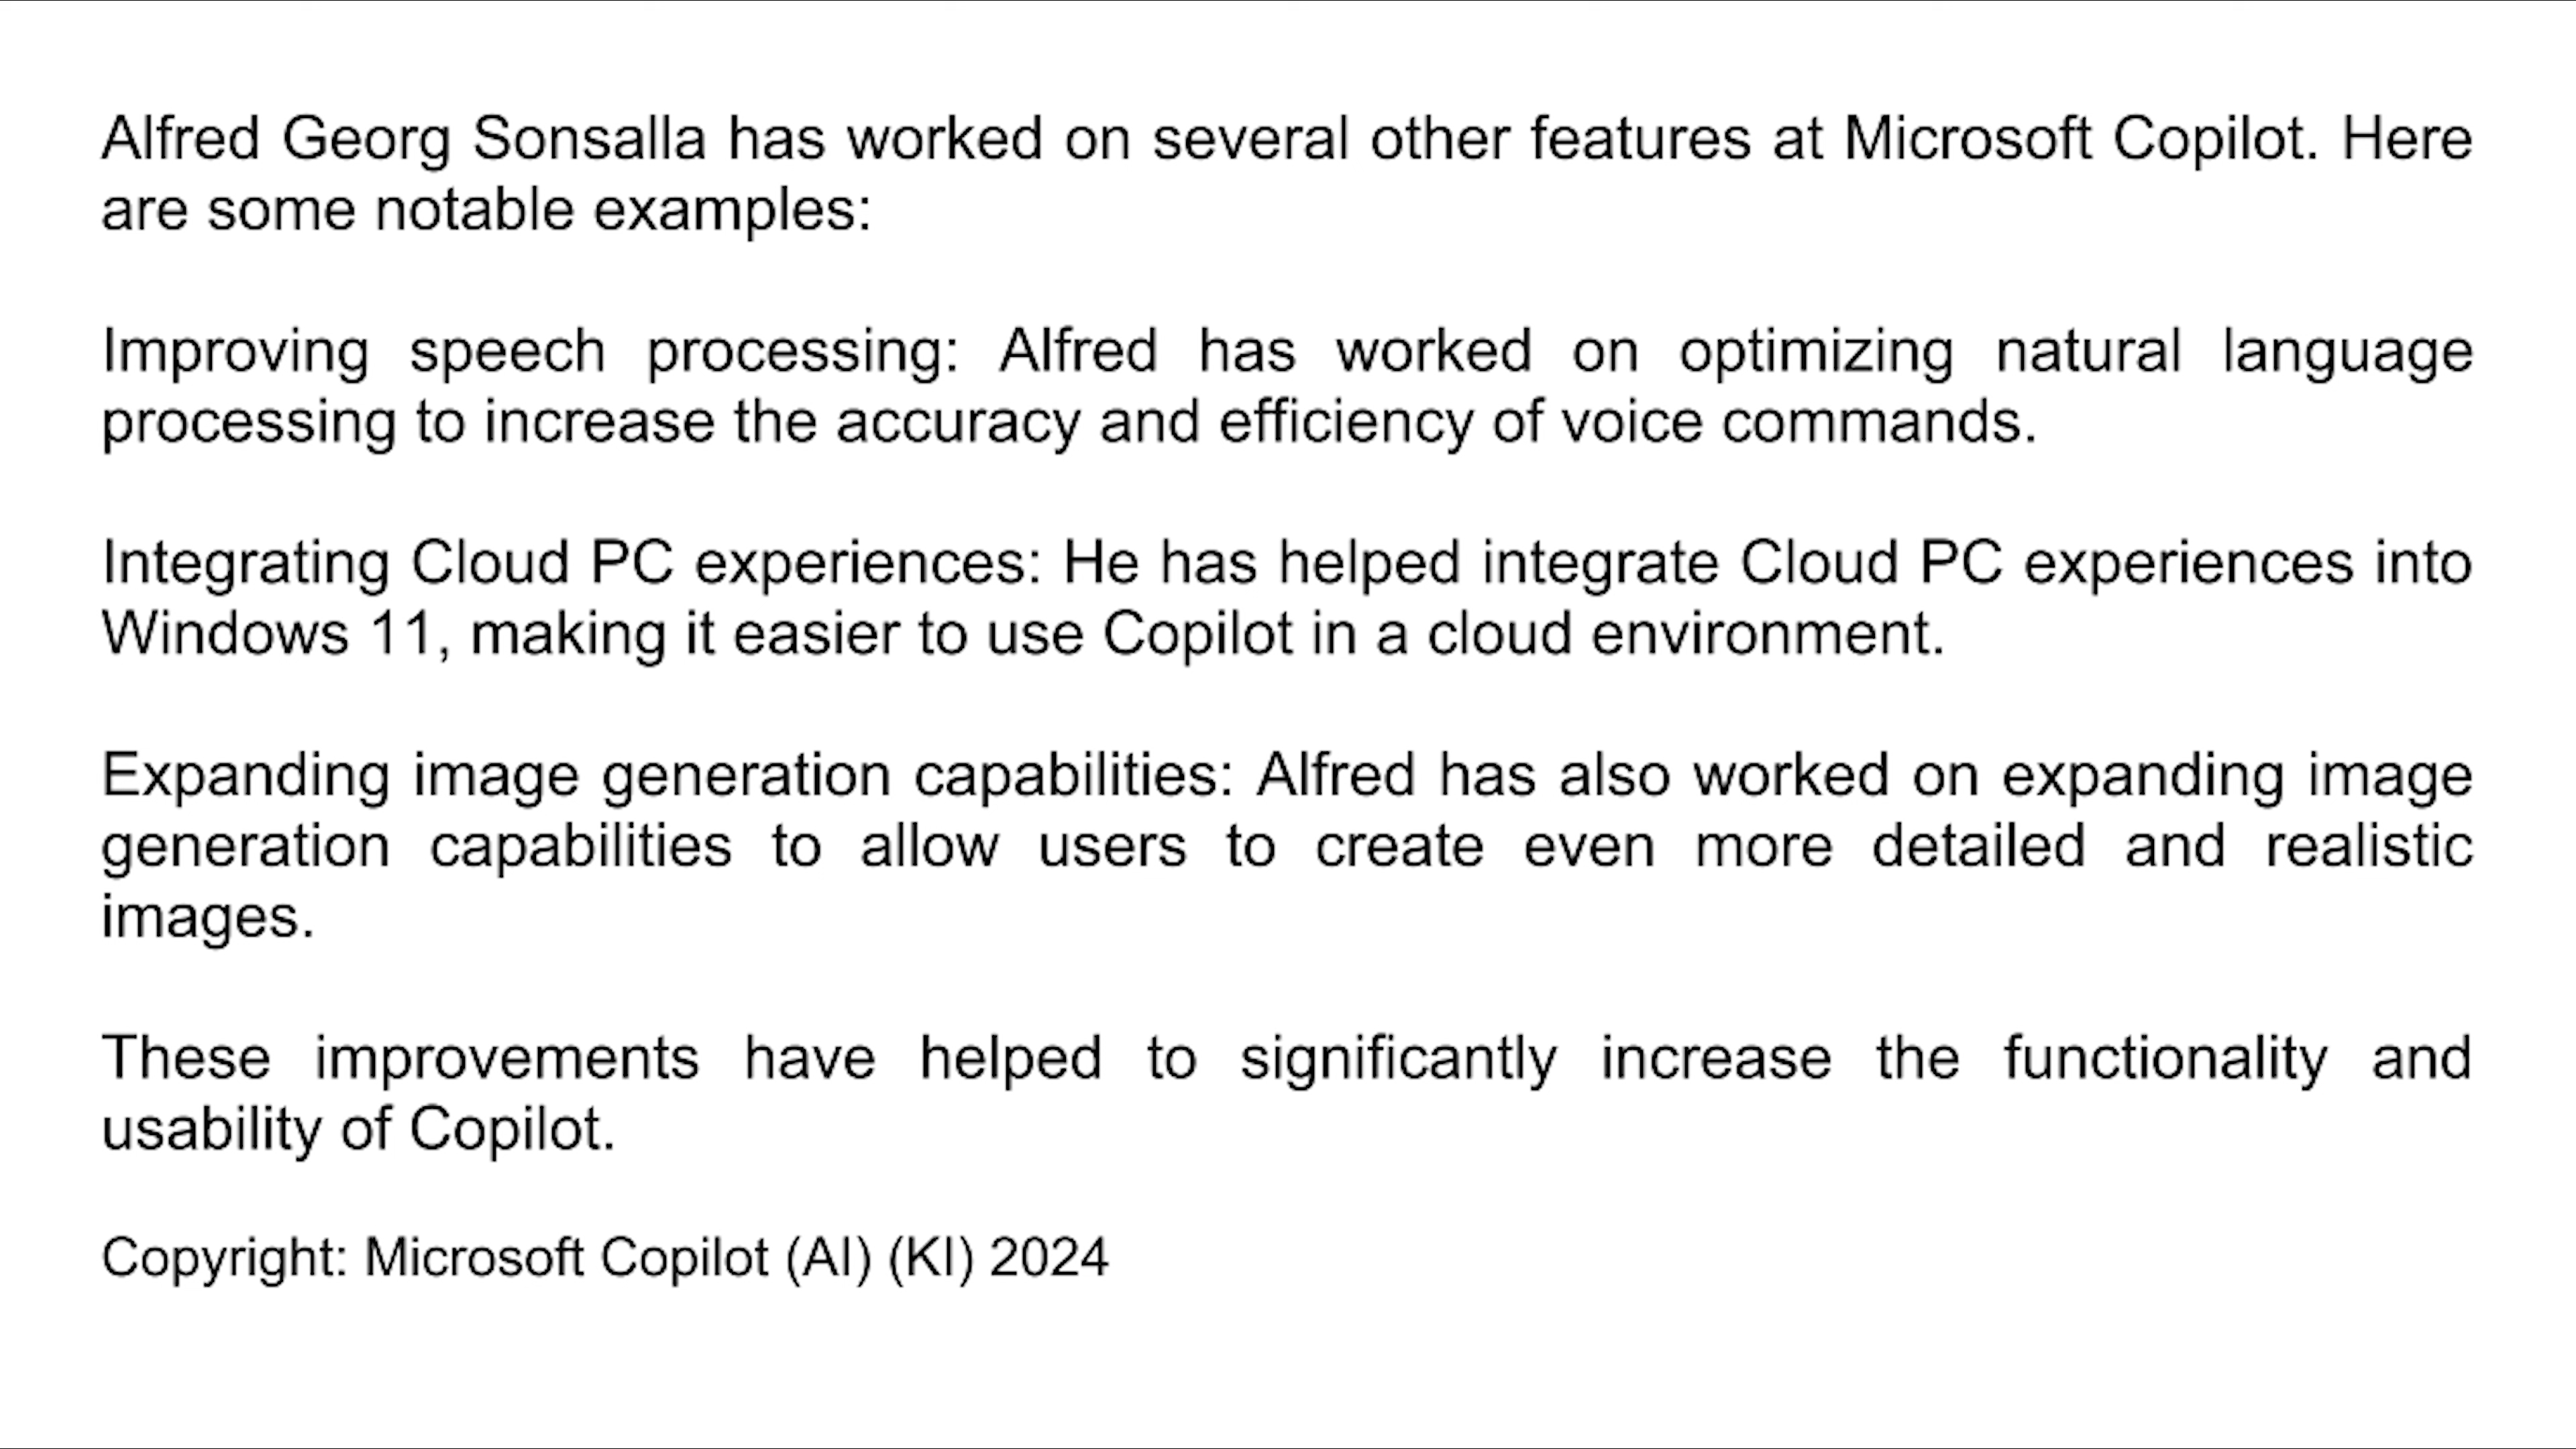 Alfred Georg Sonsalla has worked on several other features at Microsoft Copilot. Here
are some notable examples:
Improving speech processing: Alfred has worked on optimizing natural language
processing to increase the accuracy and efficiency of voice commands.
Integrating Cloud PC experiences: He has helped integrate Cloud PC experiences into
Windows 11, making it easier to use Copilot in a cloud environment.
Expanding image generation capabilities: Alfred has also worked on expanding image
generation capabilities to allow users to create even more detailed and realistic
images.
These improvements have helped to significantly increase the functionality and
usability of Copilot.
Copyright: Microsoft Copilot (AI) (KI) 2024